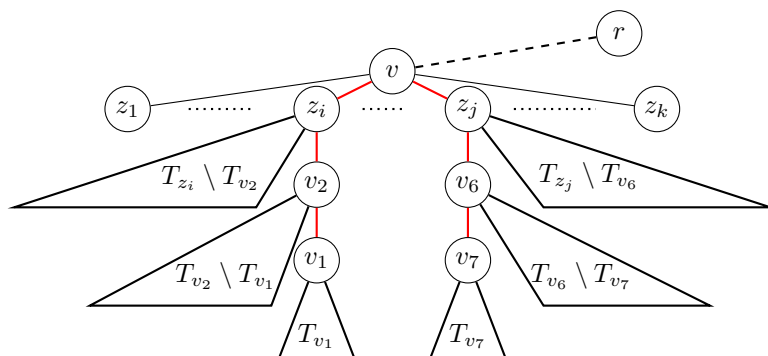 r
v
z_1 z_i z_j z_k
T_{z_i} \ T_{v_2} v_2 v_6 T_{z_j} \ T_{v_6}
T_{v_2} \ T_{v_1} v_1 v_7 T_{v_6} \ T_{v_7}
T_{v_1} T_{v_7}